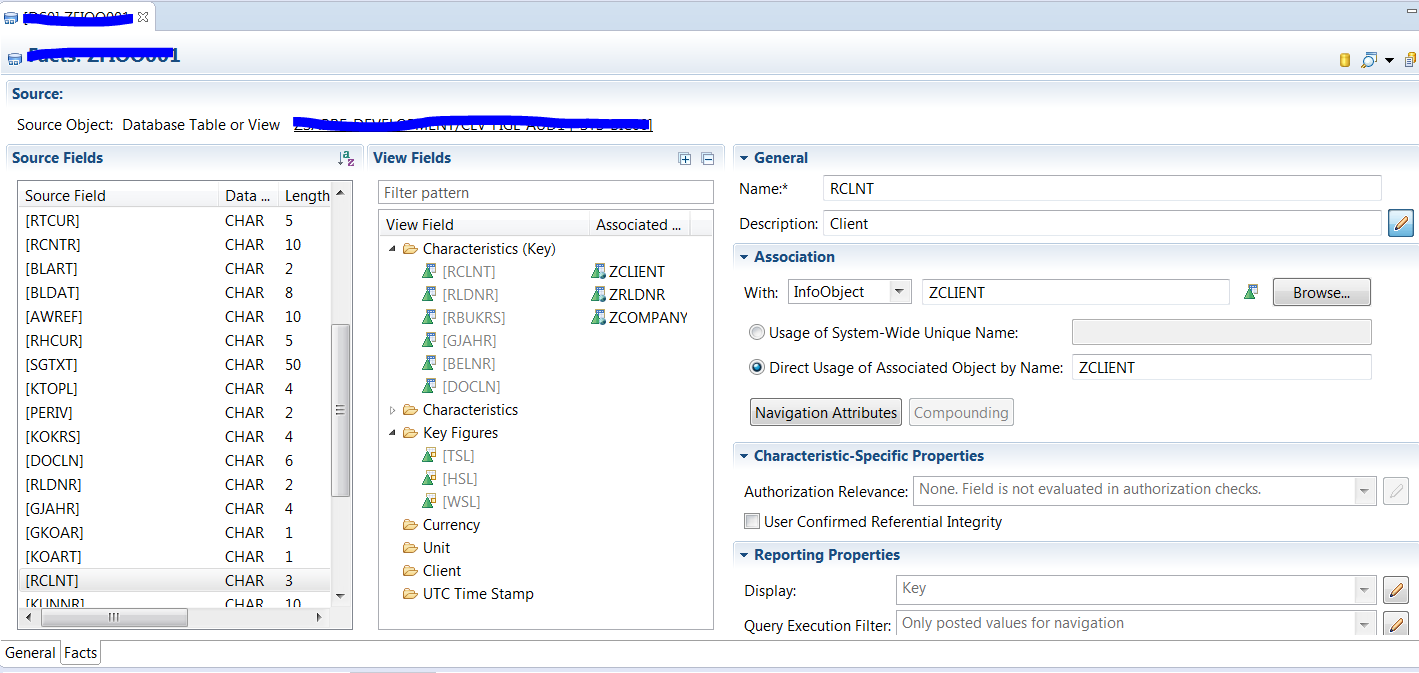 Source:
Source Object: Database Table or View
Source Fields
Source Field Data ... Length
[RTCUR] CHAR 5
[RCNTR] CHAR 10
[BLART] CHAR 2
[BLDAT] CHAR 8
[AWREF] CHAR 10
[RHCUR] CHAR 5
[SGTXT] CHAR 50
[KTOPL] CHAR 4
[PERIV] CHAR 2
[KOKRS] CHAR 4
[DOCLN] CHAR 6
[RLDNR] CHAR 2
[GJAHR] CHAR 4
[GKOAR] CHAR 1
[KOART] CHAR 1
[RCLNT] CHAR 3
[KUNNR] CHAR 10
View Fields
Filter pattern
View Field Associated ...
Characteristics (Key)
[RCLNT] ZCLIENT
[RLDNR] ZRLDNR
[RBUKRS] ZCOMPANY
[GJAHR]
[BELNR]
[DOCLN]
Characteristics
Key Figures
[TSL]
[HSL]
[WSL]
Currency
Unit
Client
UTC Time Stamp
General
Name:* RCLNT
Description: Client
Association
With: InfoObject ZCLIENT Browse...
Usage of System-Wide Unique Name:
Direct Usage of Associated Object by Name: ZCLIENT
Navigation Attributes Compounding
Characteristic-Specific Properties
Authorization Relevance: None. Field is not evaluated in authorization checks.
User Confirmed Referential Integrity
Reporting Properties
Display: Key
Query Execution Filter: Only posted values for navigation
General Facts